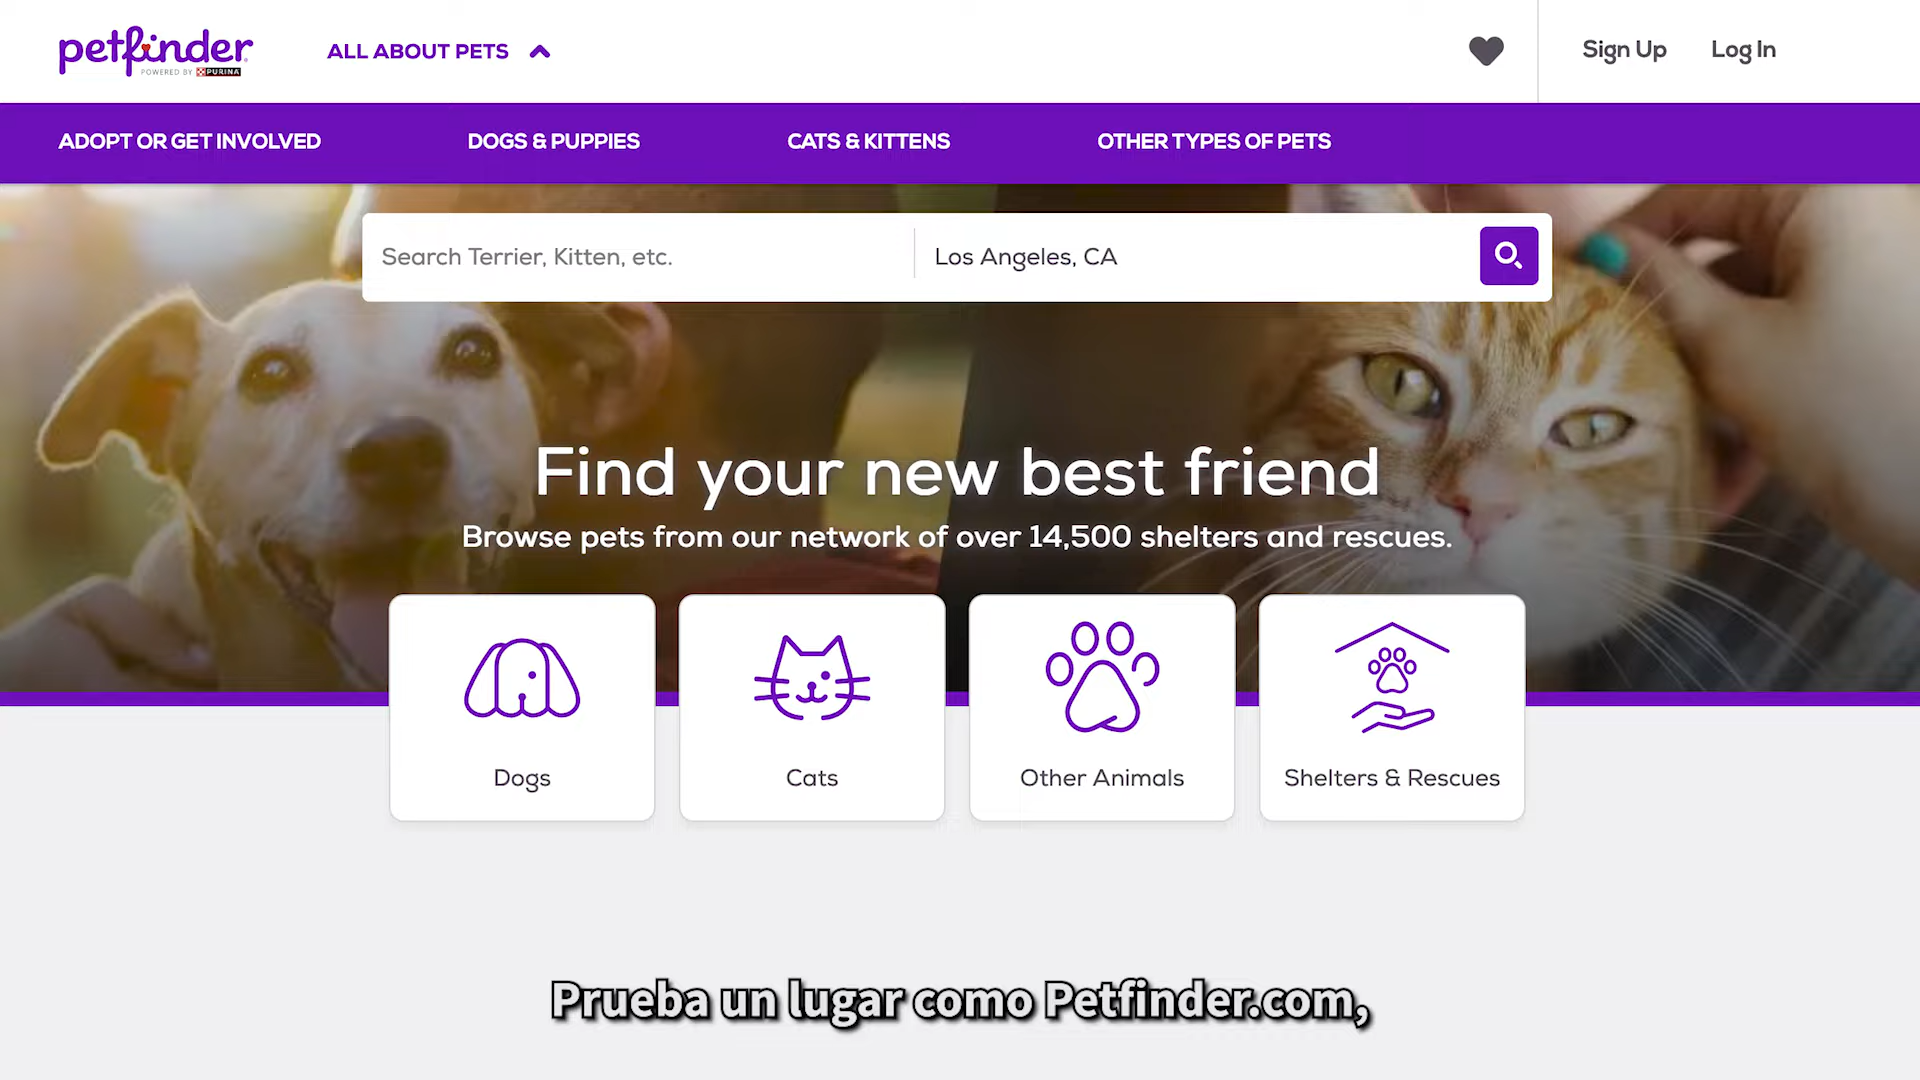 petfinder
POWERED BY PURINA
ALL ABOUT PETS
Sign Up
Log In
ADOPT OR GET INVOLVED
DOGS & PUPPIES
CATS & KITTENS
OTHER TYPES OF PETS
Search Terrier, Kitten, etc.
Los Angeles, CA
Find your new best friend
Browse pets from our network of over 14,500 shelters and rescues.
Dogs
Cats
Other Animals
Shelters & Rescues
Prueba un lugar como Petfinder.com,